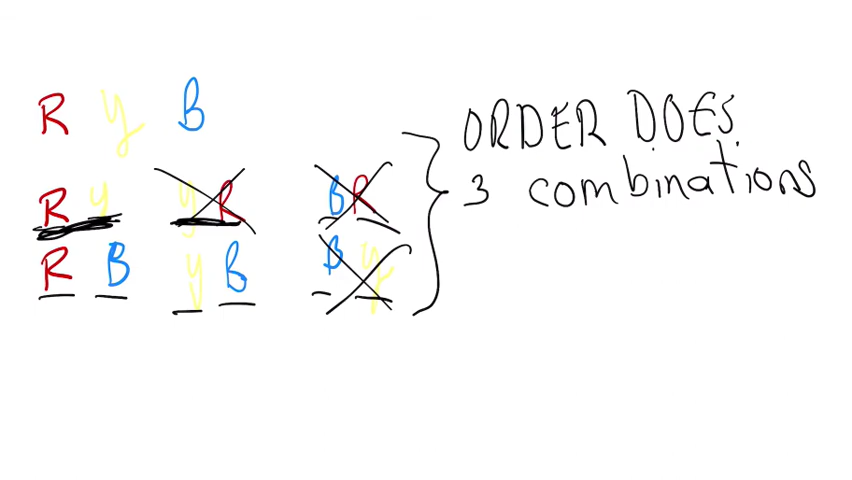 R y B
R y y R B R
R B y B B y
ORDER DOES
3 combinations